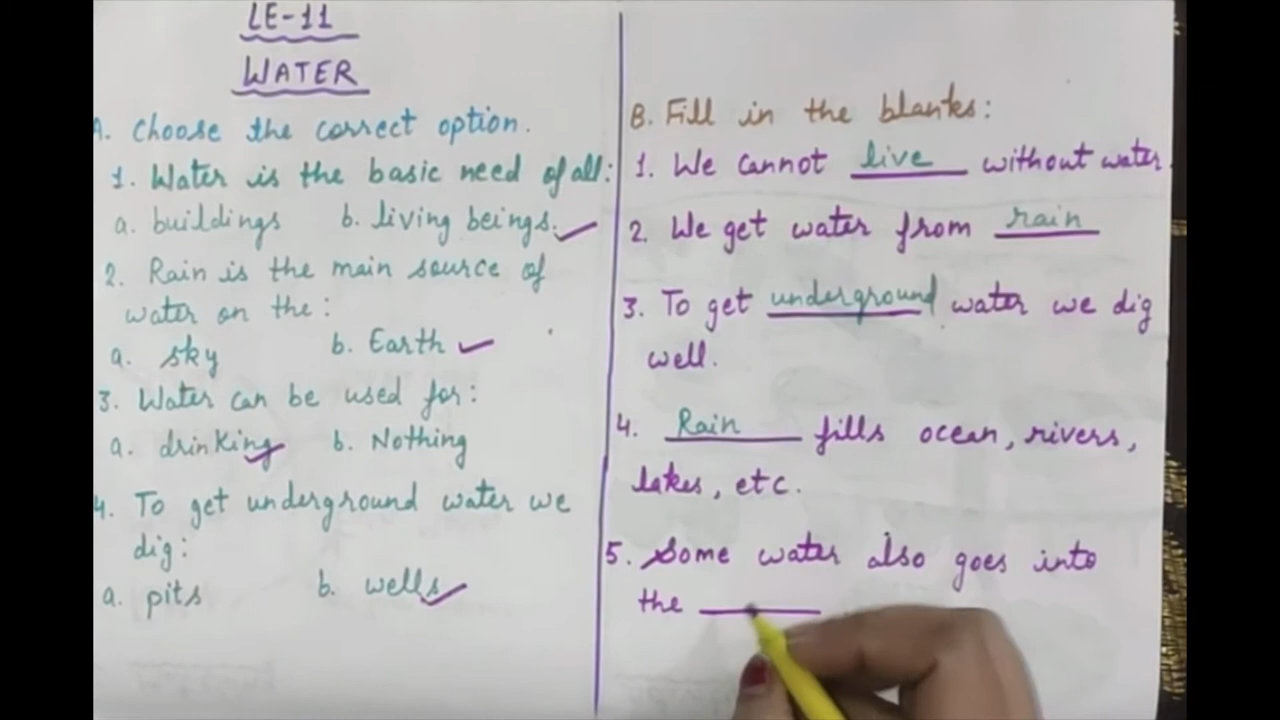 LE-11
WATER
A. Choose the correct option.
1. Water is the basic need of all:
a. buildings b. living beings.
2. Rain is the main source of
water on the:
a. sky b. Earth
3. Water can be used for:
a. drinking b. Nothing
4. To get underground water we
dig:
a. pits b. wells
B. Fill in the blanks:
1. We cannot live without water.
2. We get water from rain
3. To get underground water we dig
well.
4. Rain fills ocean, rivers,
lakes, etc.
5. Some water also goes into
the